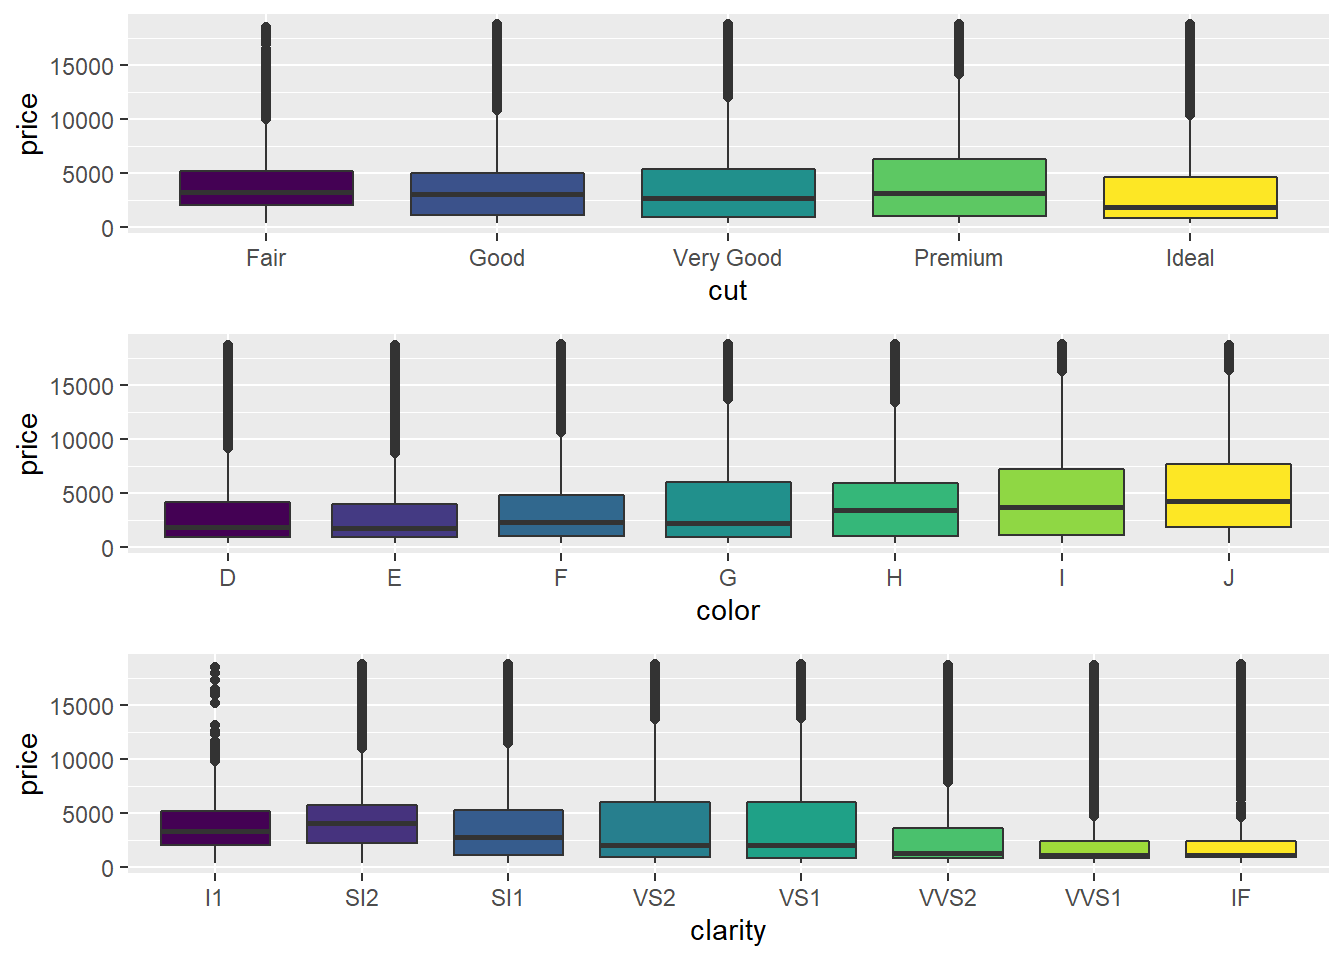 price
15000
10000
5000
0
Fair Good Very Good Premium Ideal
cut
price
15000
10000
5000
0
D E F G H I J
color
price
15000
10000
5000
0
I1 SI2 SI1 VS2 VS1 VVS2 VVS1 IF
clarity